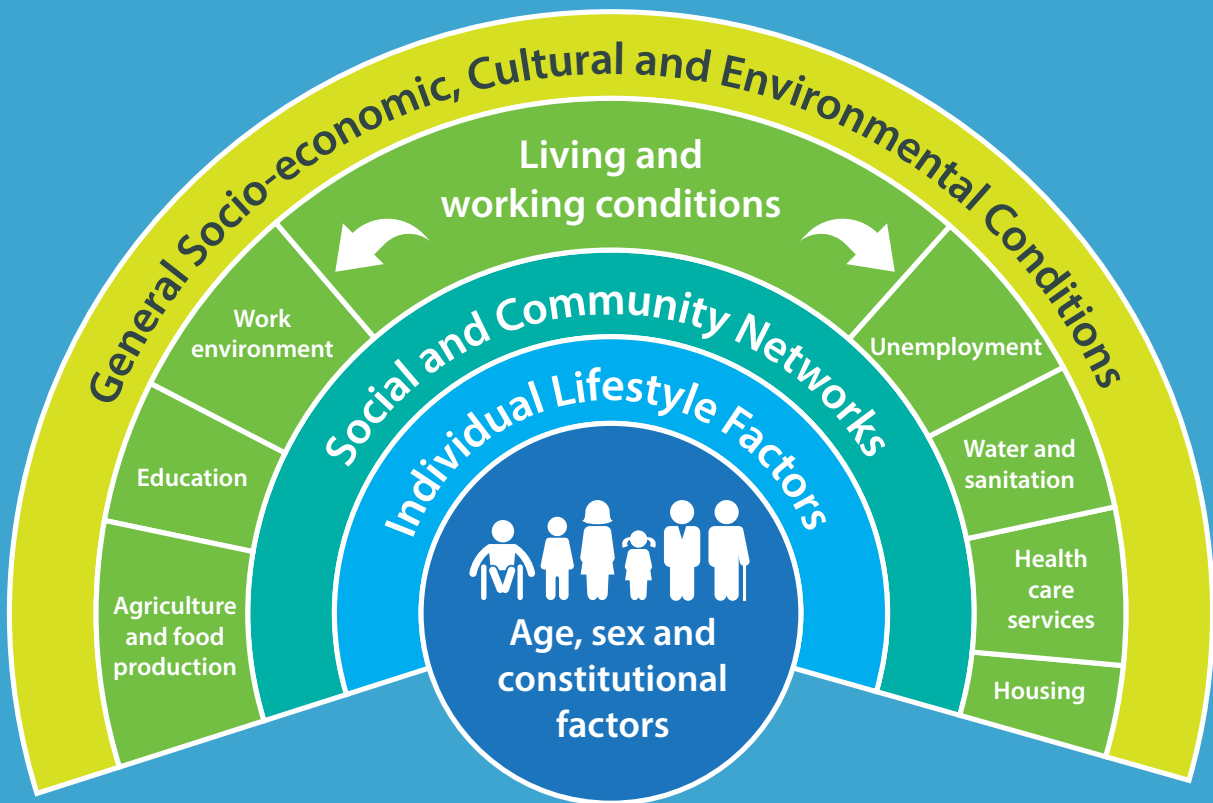 General Socio-economic, Cultural and Environmental Conditions
Living and
working conditions
Social and Community Networks
Individual Lifestyle Factors
Age, sex and
constitutional
factors
Agriculture
and food
production
Education
Work
environment
Unemployment
Water and
sanitation
Health
care
services
Housing